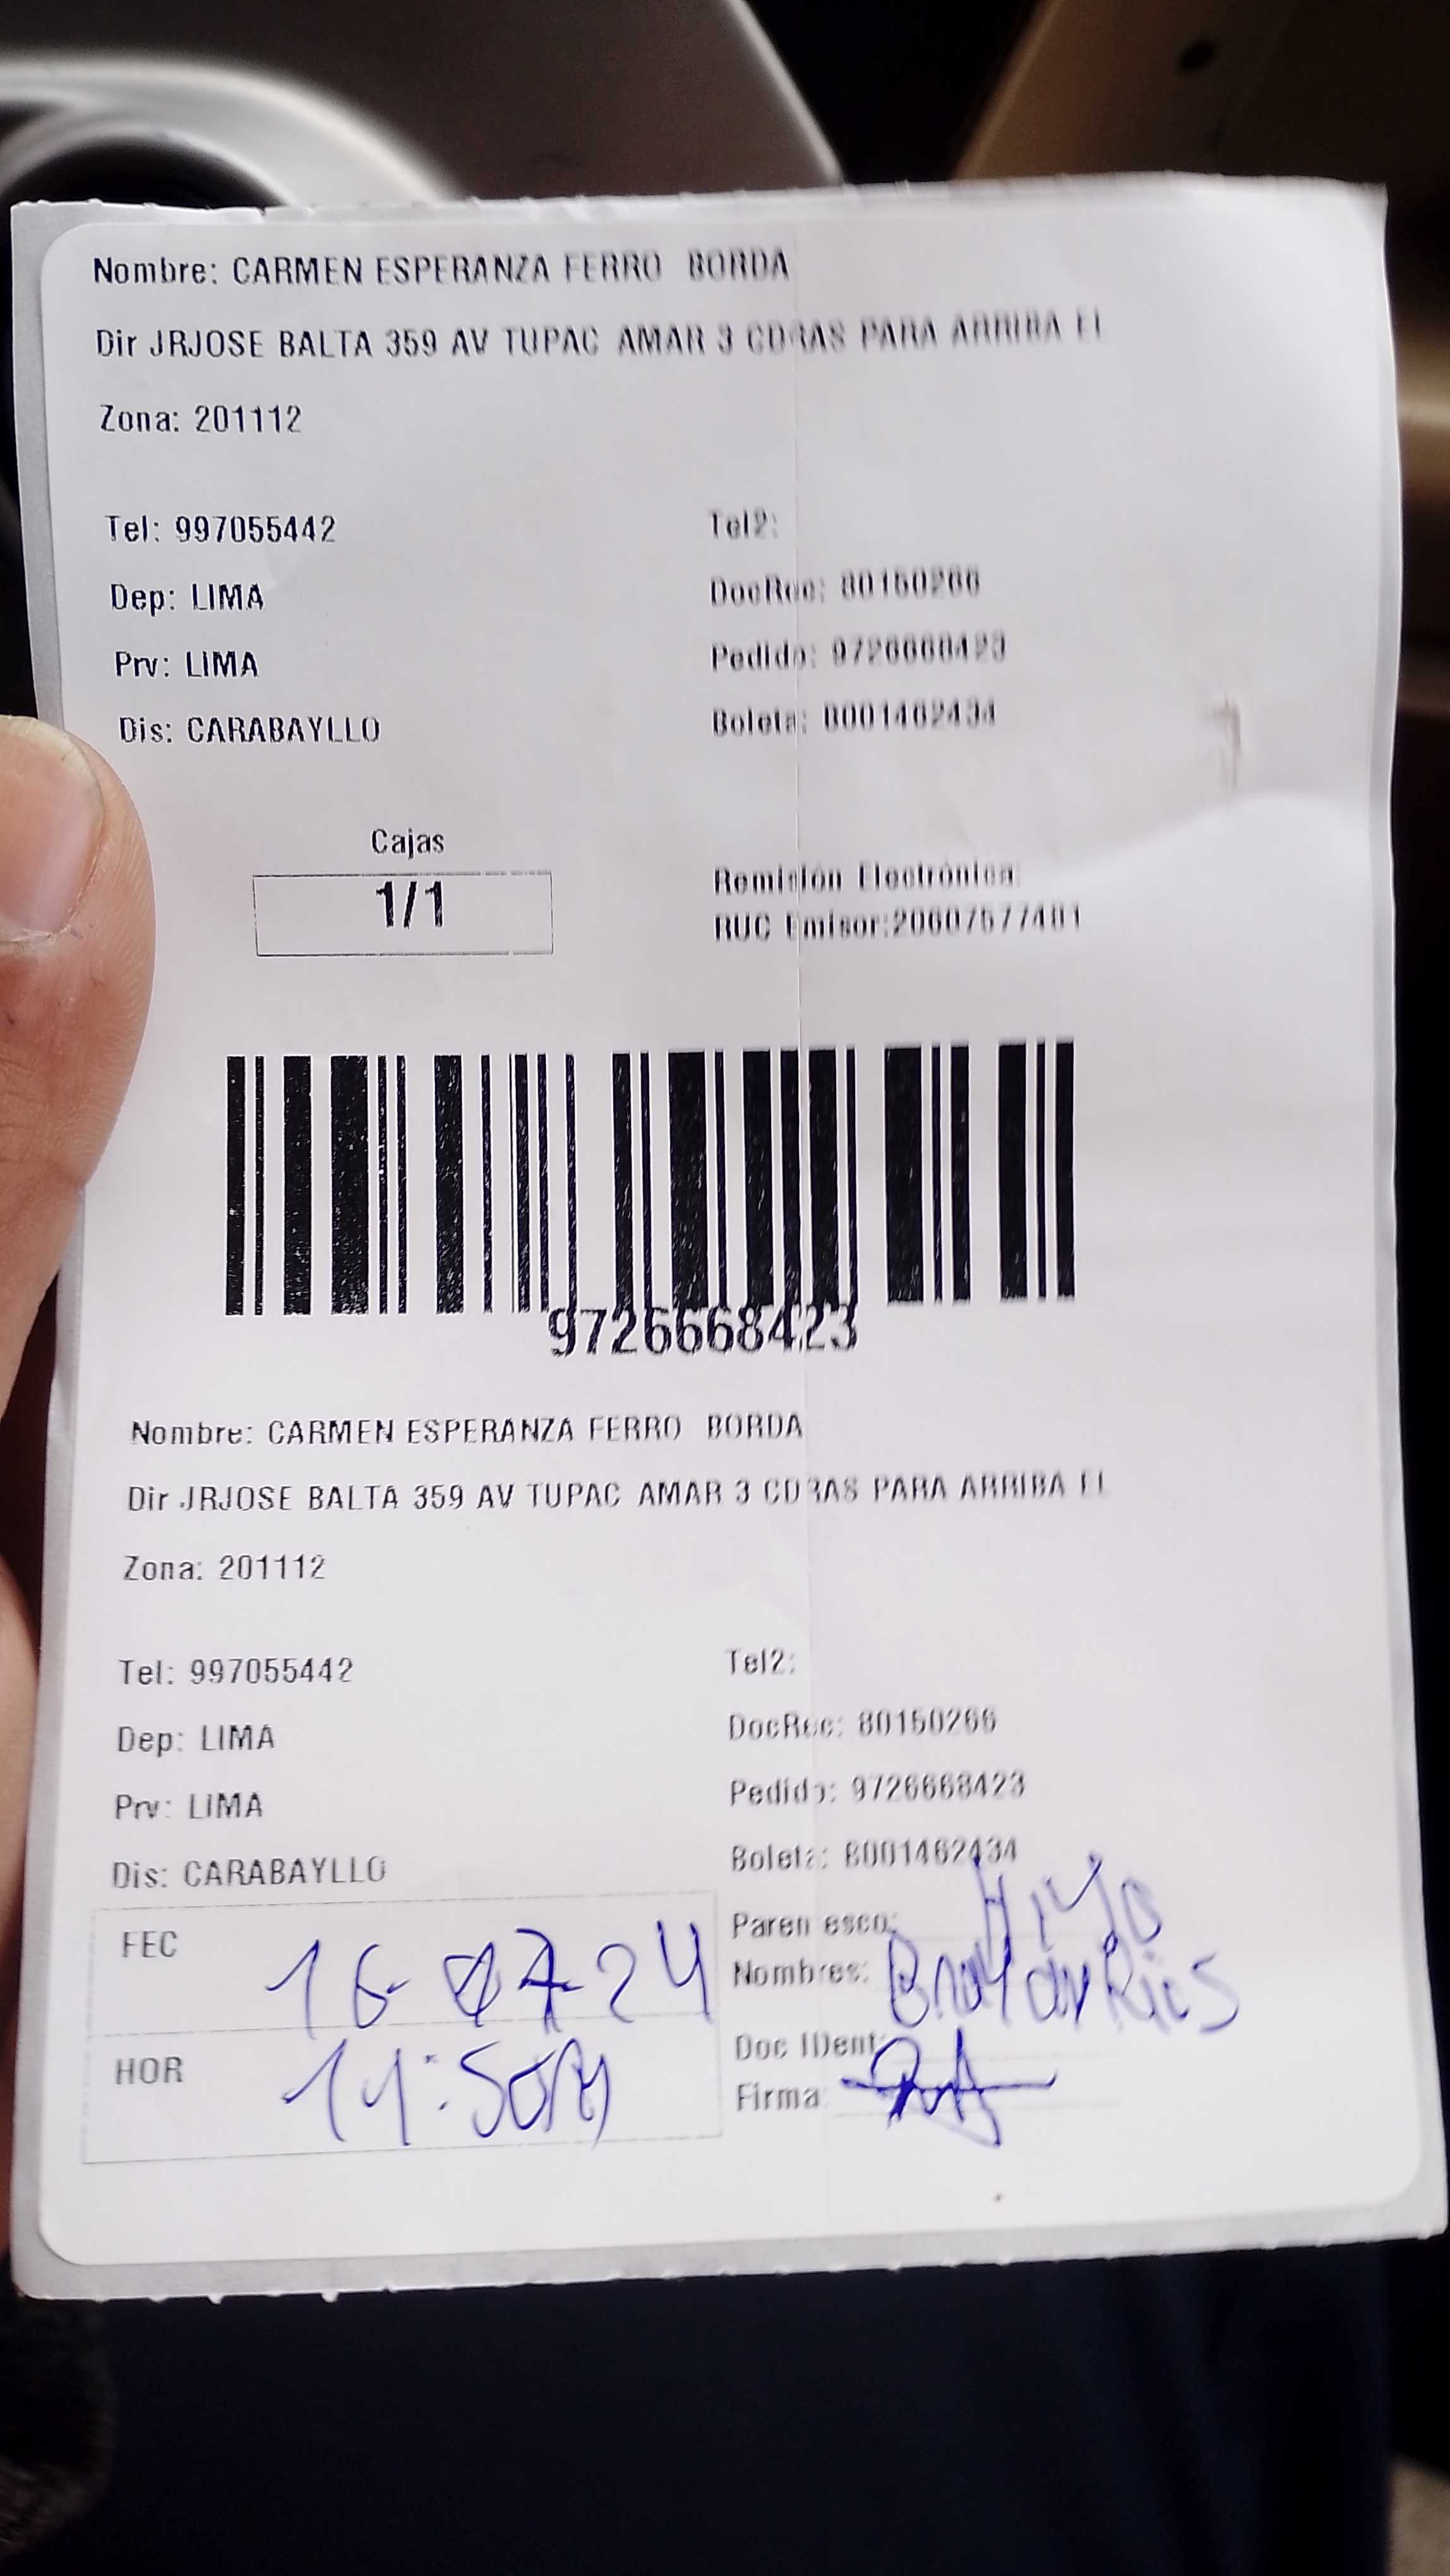 Nombre: CARMEN ESPERANZA FERRO BORDA
Dir JRJOSE BALTA 359 AV TUPAC AMAR 3 CDRAS PARA ARRIBA EL
Zona: 201112
Tel: 997055442
Tel2:
Dep: LIMA
DocRec: 80150266
Prv: LIMA
Pedido: 9726668423
Dis: CARABAYLLO
Boleta: B001462434
Cajas
1/1
Remisión Electrónica:
RUC Emisor:20607577481
9726668423
Nombre: CARMEN ESPERANZA FERRO BORDA
Dir JRJOSE BALTA 359 AV TUPAC AMAR 3 CDRAS PARA ARRIBA EL
Zona: 201112
Tel: 997055442
Tel2:
Dep: LIMA
DocRec: 80150266
Prv: LIMA
Pedido: 9726668423
Dis: CARABAYLLO
Boleta: B001462434
FEC 16-07-24
Parentesco: HIJO
Nombres: Brayan Rios
HOR
Doc IDent:
Firma: